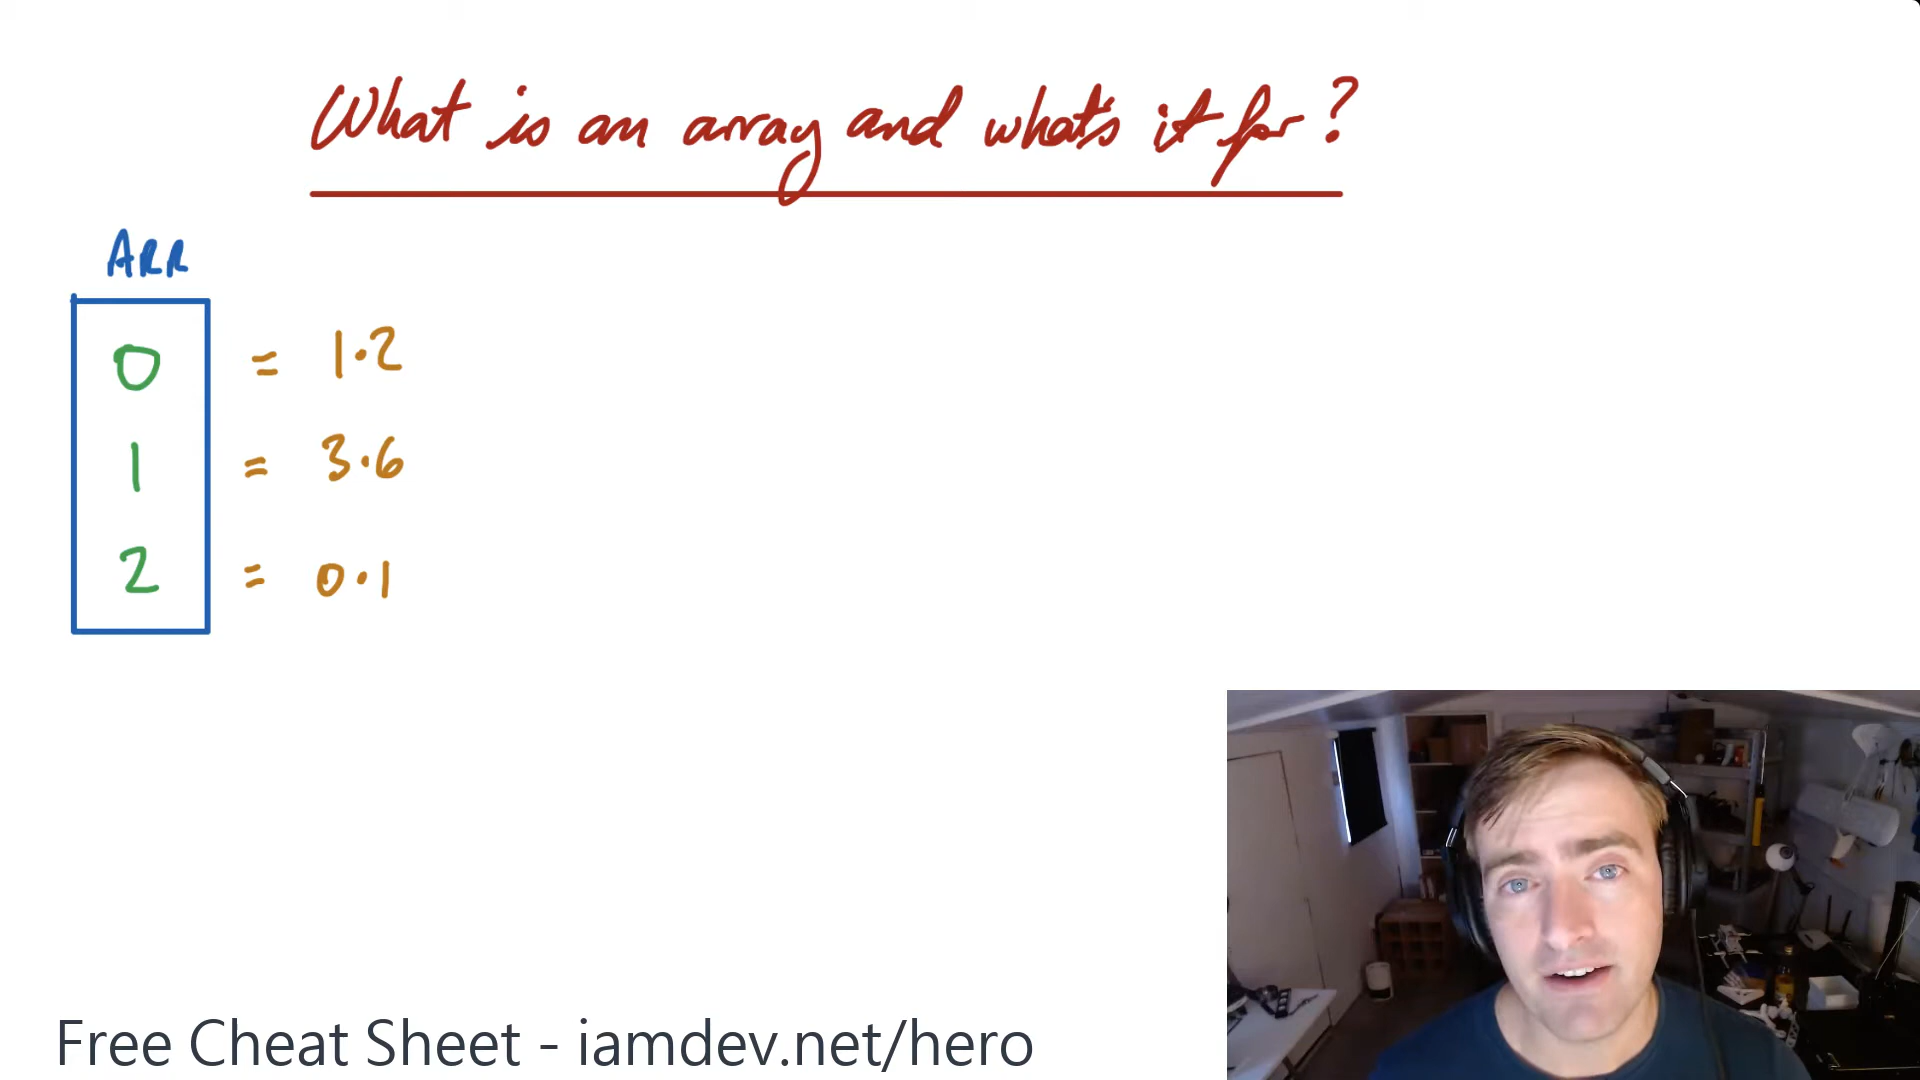 What is an array and what's it for?
ARR
0 = 1.2
1 = 3.6
2 = 0.1
Free Cheat Sheet - iamdev.net/hero